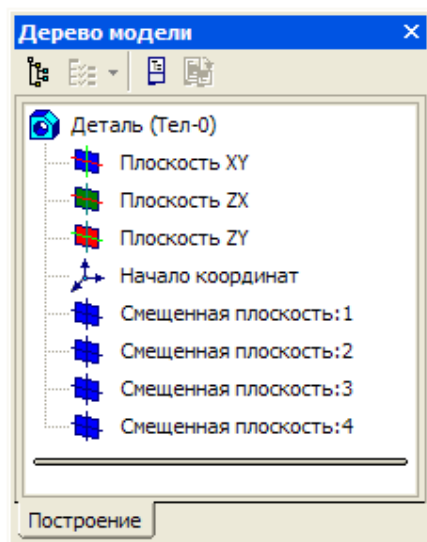 Дерево модели
Деталь (Тел-0)
Плоскость XY
Плоскость ZX
Плоскость ZY
Начало координат
Смещенная плоскость:1
Смещенная плоскость:2
Смещенная плоскость:3
Смещенная плоскость:4
Построение